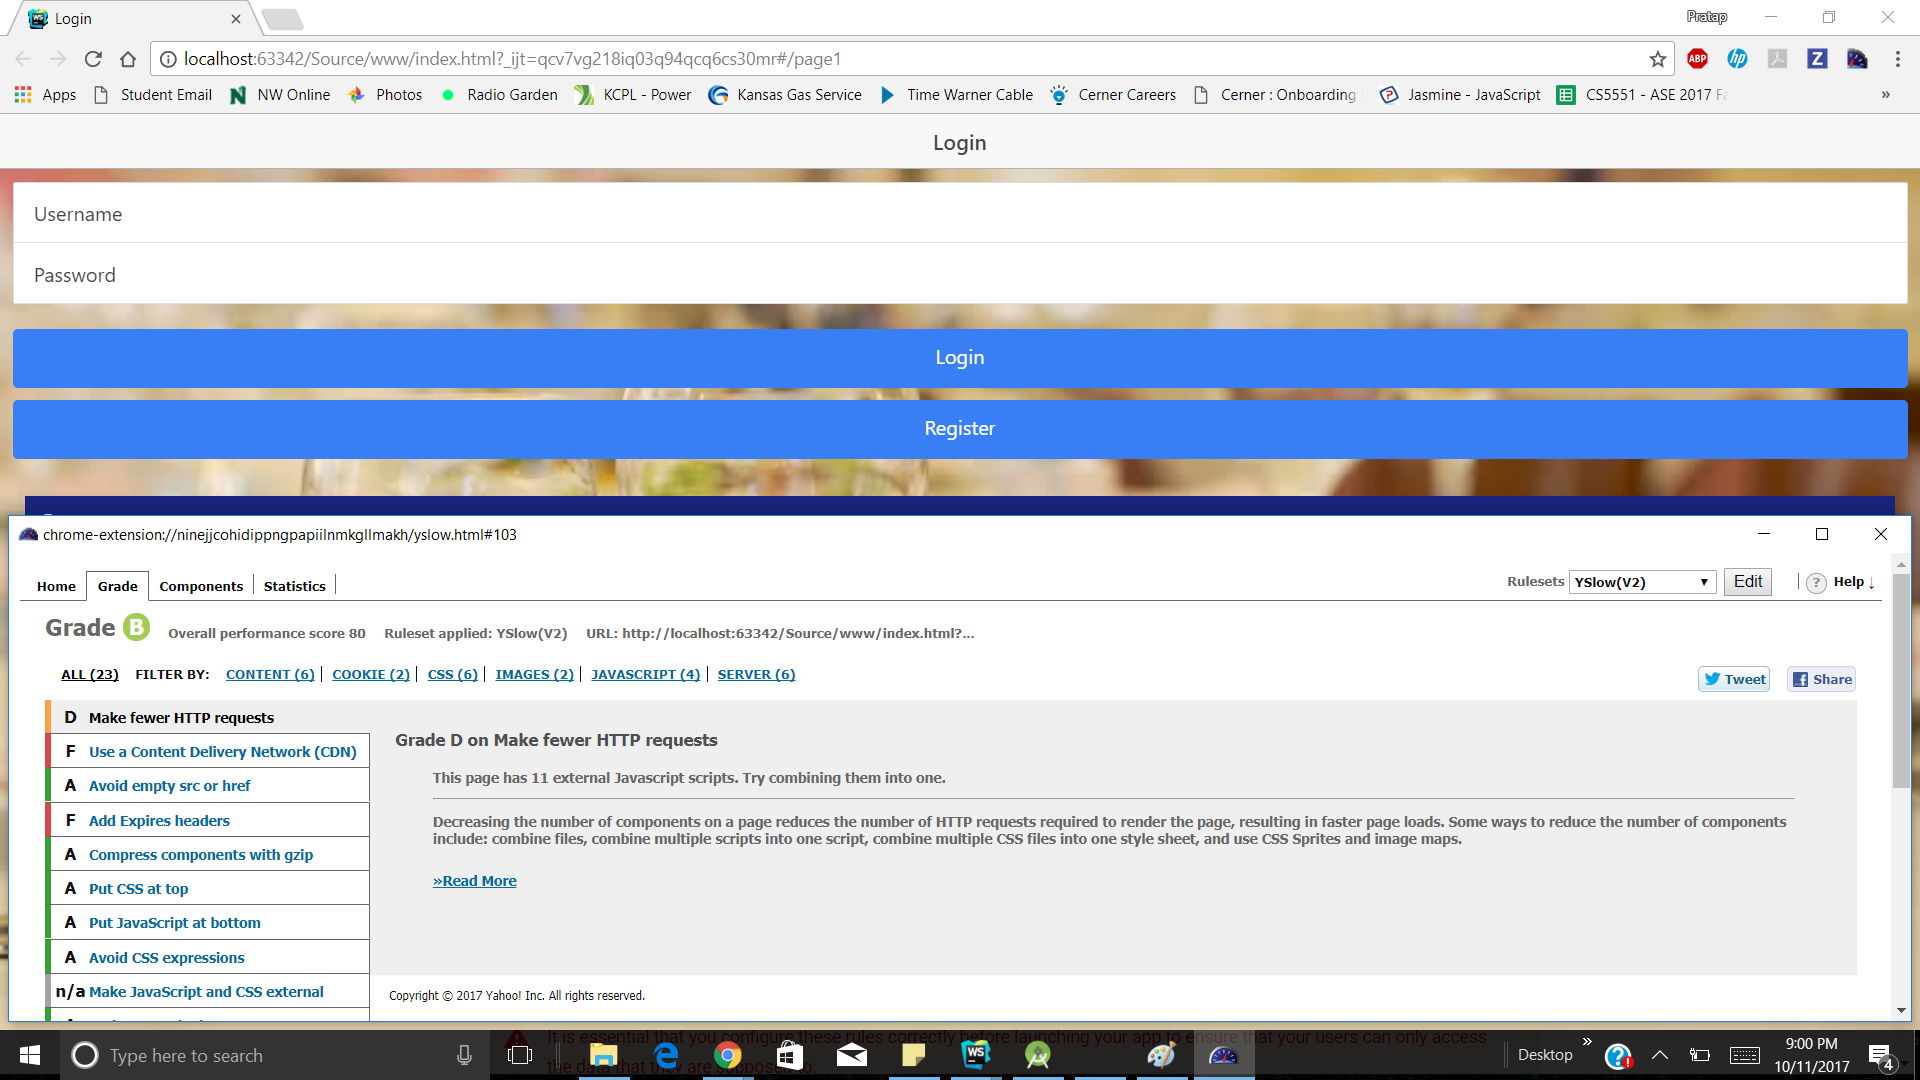 Login
Pratap
localhost:63342/Source/www/index.html?_ijt=qcv7vg218iq03q94qcq6cs30mr#/page1
ABP
Apps Student Email NW Online Photos Radio Garden KCPL - Power Kansas Gas Service Time Warner Cable Cerner Careers Cerner : Onboarding Jasmine - JavaScript CS5551 - ASE 2017 Fa »
Login
Username
Password
Login
Register
chrome-extension://ninejjcohidippngpapiilnmkgllmakh/yslow.html#103
Home Grade Components Statistics Rulesets YSlow(V2) Edit ? Help ↓
Grade B Overall performance score 80 Ruleset applied: YSlow(V2) URL: http://localhost:63342/Source/www/index.html?...
ALL (23) FILTER BY: CONTENT (6) COOKIE (2) CSS (6) IMAGES (2) JAVASCRIPT (4) SERVER (6)
Tweet Share
D Make fewer HTTP requests
F Use a Content Delivery Network (CDN)
A Avoid empty src or href
F Add Expires headers
A Compress components with gzip
A Put CSS at top
A Put JavaScript at bottom
A Avoid CSS expressions
n/a Make JavaScript and CSS external
Grade D on Make fewer HTTP requests
This page has 11 external Javascript scripts. Try combining them into one.
Decreasing the number of components on a page reduces the number of HTTP requests required to render the page, resulting in faster page loads. Some ways to reduce the number of components
include: combine files, combine multiple scripts into one script, combine multiple CSS files into one style sheet, and use CSS Sprites and image maps.
»Read More
Copyright © 2017 Yahoo! Inc. All rights reserved.
It is essential that you configure these rules correctly before launching your app to ensure that your users can only access
the data that they are supposed to.
Type here to search
Desktop »
9:00 PM
10/11/2017
4